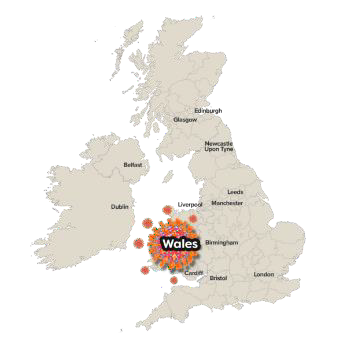 Edinburgh
Glasgow
Newcastle
Upon Tyne
Belfast
Leeds
Liverpool
Manchester
Dublin
Wales
Birmingham
Cardiff
Bristol
London